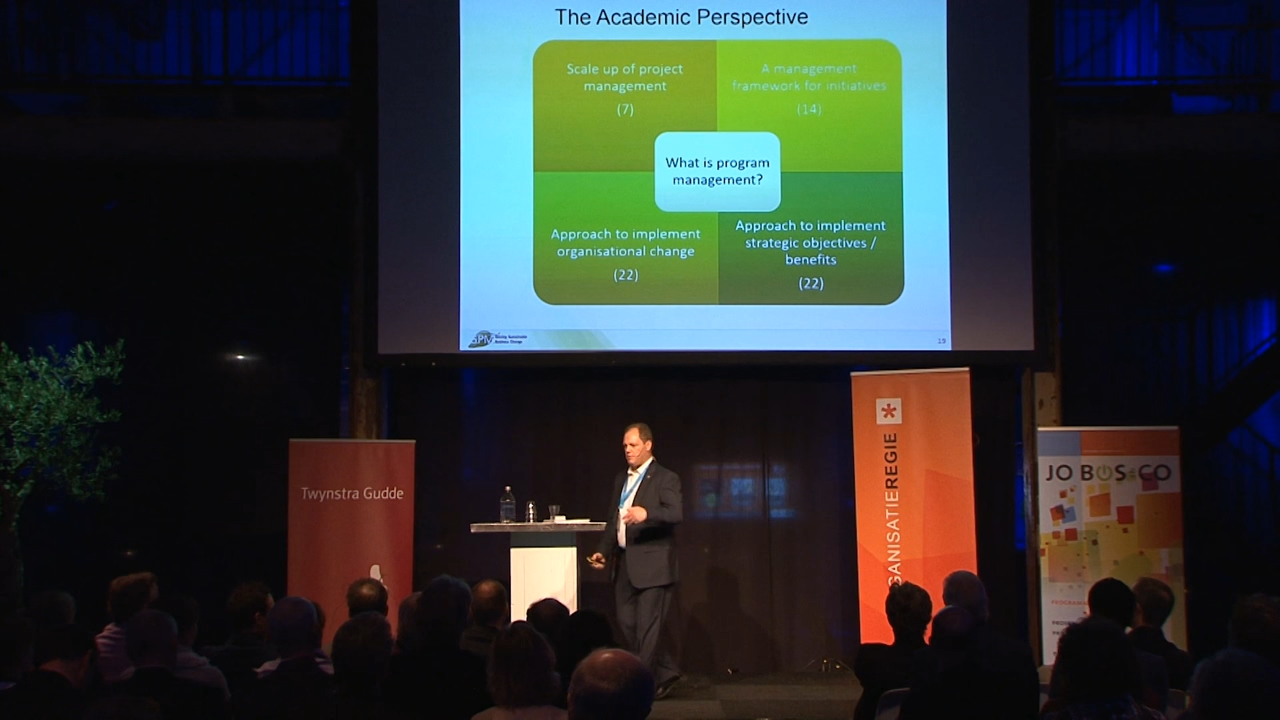 The Academic Perspective
Scale up of project
management
(7)
A management
framework for initiatives
(14)
What is program
management?
Approach to implement
organisational change
(22)
Approach to implement
strategic objectives /
benefits
(22)
19
Twynstra Gudde
GANISATIEREGIE
JO BOS & CO